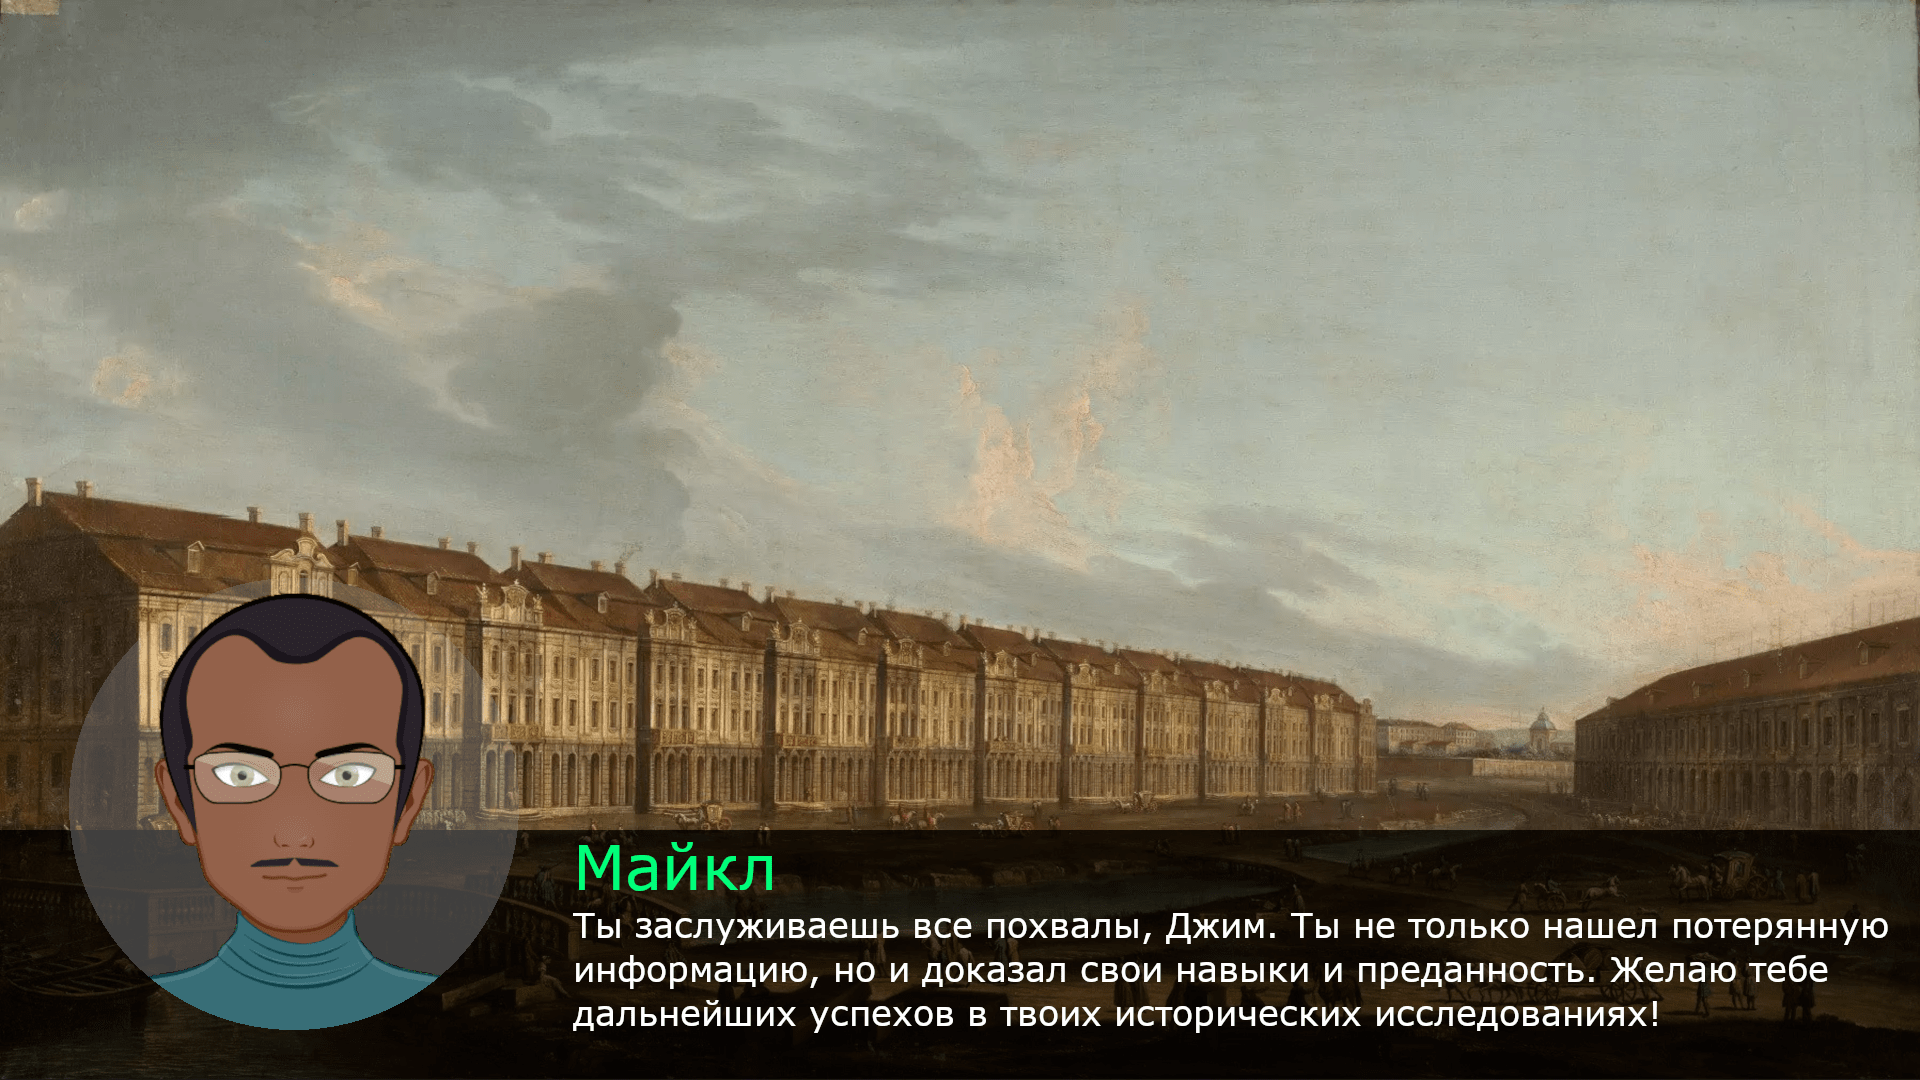 Майкл
Ты заслуживаешь все похвалы, Джим. Ты не только нашел потерянную
информацию, но и доказал свои навыки и преданность. Желаю тебе
дальнейших успехов в твоих исторических исследованиях!